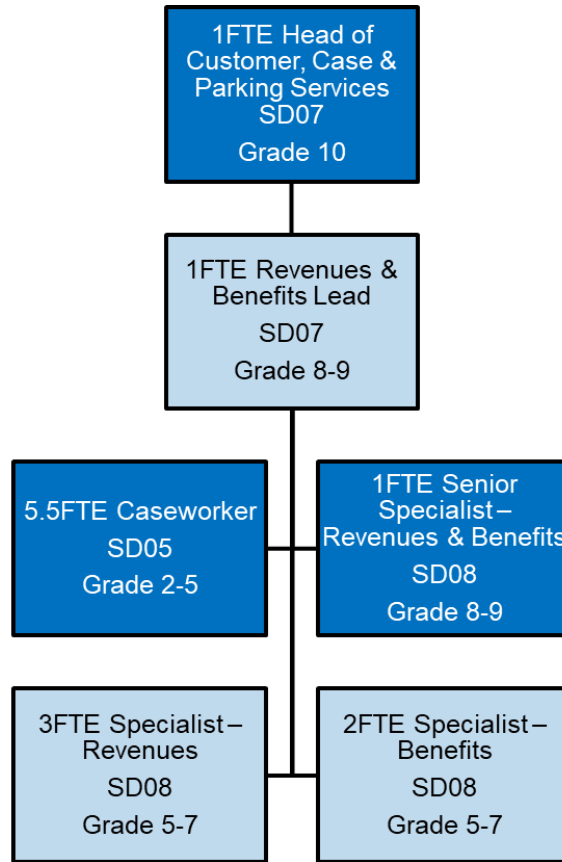 1FTE Head of
Customer, Case &
Parking Services
SD07
Grade 10
1FTE Revenues &
Benefits Lead
SD07
Grade 8-9
5.5FTE Caseworker
SD05
Grade 2-5
1FTE Senior
Specialist –
Revenues & Benefits
SD08
Grade 8-9
3FTE Specialist –
Revenues
SD08
Grade 5-7
2FTE Specialist –
Benefits
SD08
Grade 5-7